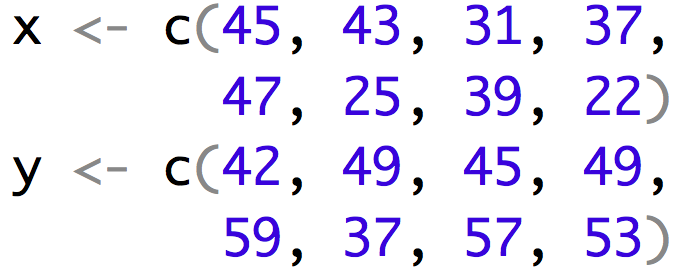 x <- c(45, 43, 31, 37,
47, 25, 39, 22)
y <- c(42, 49, 45, 49,
59, 37, 57, 53)